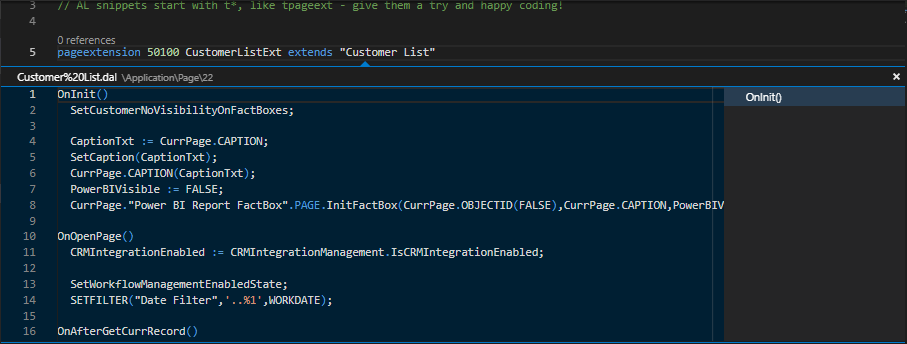 3 // AL snippets start with t*, like tpageext - give them a try and happy coding!
4
0 references
5 pageextension 50100 CustomerListExt extends "Customer List"
Customer%20List.dal \Application\Page\22 ×
1 OnInit() OnInit()
2 SetCustomerNoVisibilityOnFactBoxes;
3
4 CaptionTxt := CurrPage.CAPTION;
5 SetCaption(CaptionTxt);
6 CurrPage.CAPTION(CaptionTxt);
7 PowerBIVisible := FALSE;
8 CurrPage."Power BI Report FactBox".PAGE.InitFactBox(CurrPage.OBJECTID(FALSE),CurrPage.CAPTION,PowerBIV
9
10 OnOpenPage()
11 CRMIntegrationEnabled := CRMIntegrationManagement.IsCRMIntegrationEnabled;
12
13 SetWorkflowManagementEnabledState;
14 SETFILTER("Date Filter",'..%1',WORKDATE);
15
16 OnAfterGetCurrRecord()